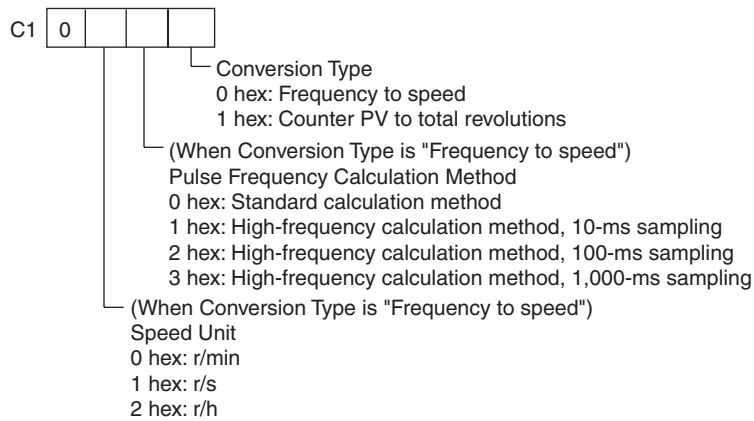 C1 0
Conversion Type
0 hex: Frequency to speed
1 hex: Counter PV to total revolutions
(When Conversion Type is "Frequency to speed")
Pulse Frequency Calculation Method
0 hex: Standard calculation method
1 hex: High-frequency calculation method, 10-ms sampling
2 hex: High-frequency calculation method, 100-ms sampling
3 hex: High-frequency calculation method, 1,000-ms sampling
(When Conversion Type is "Frequency to speed")
Speed Unit
0 hex: r/min
1 hex: r/s
2 hex: r/h